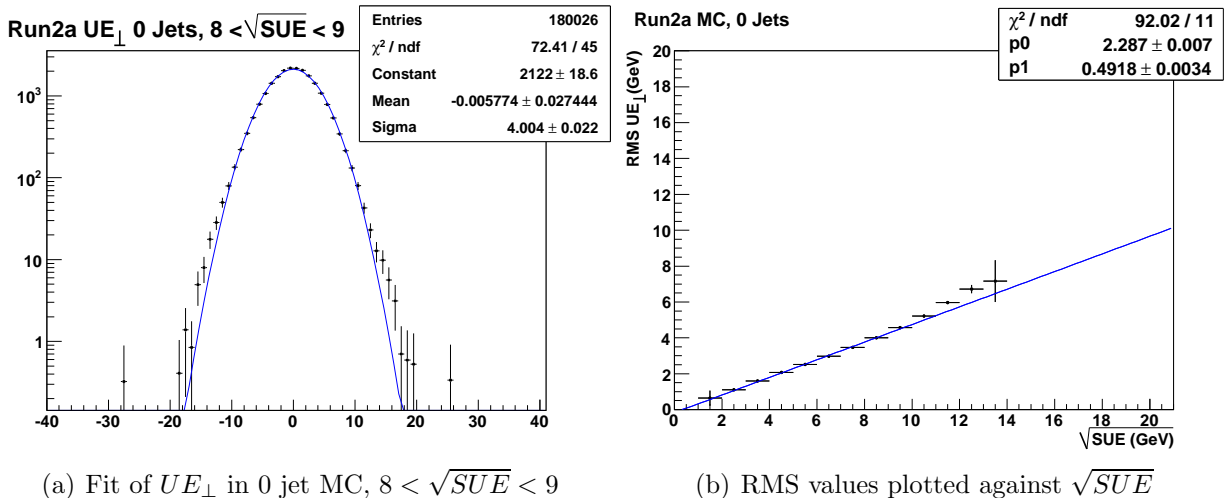 Run2a UE⊥ 0 Jets, 8 <√SUE < 9
Entries 180026
χ² / ndf 72.41 / 45
Constant 2122 ± 18.6
Mean -0.005774 ± 0.027444
Sigma 4.004 ± 0.022
10³
10²
10
1
-40 -30 -20 -10 0 10 20 30 40
(a) Fit of UE⊥ in 0 jet MC, 8 < √SUE < 9
Run2a MC, 0 Jets
χ² / ndf 92.02 / 11
p0 2.287 ± 0.007
p1 0.4918 ± 0.0034
RMS UE⊥(GeV)
20
18
16
14
12
10
8
6
4
2
0
0 2 4 6 8 10 12 14 16 18 20
√SUE (GeV)
(b) RMS values plotted against √SUE